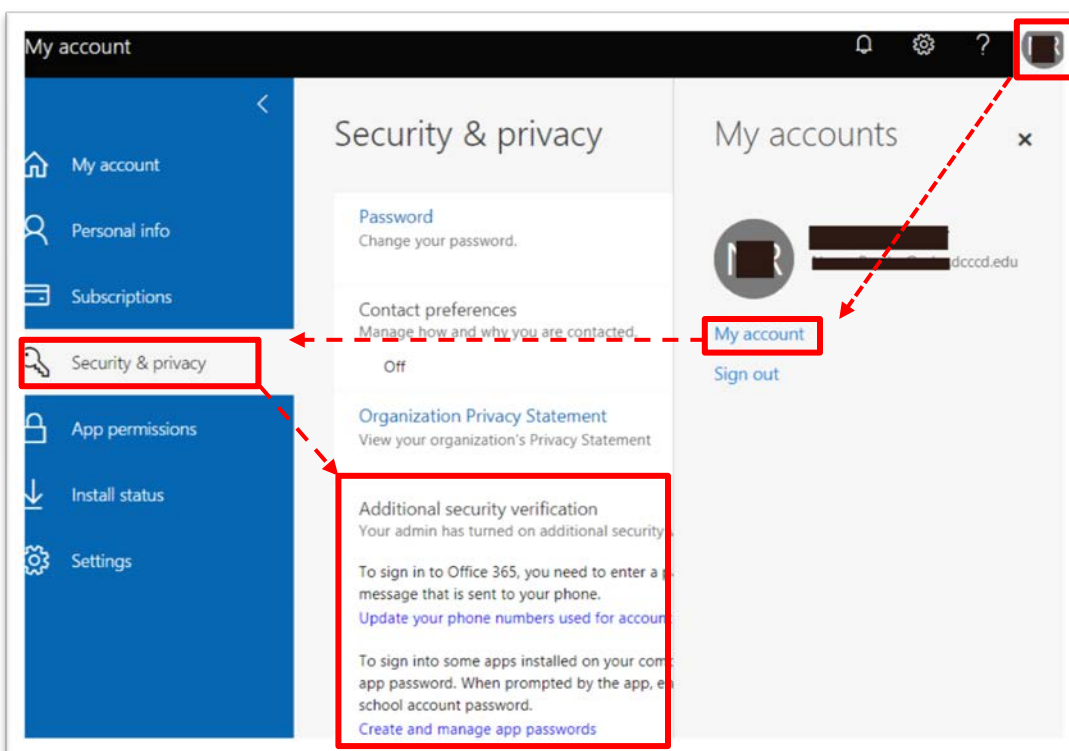 My account
?
My account
Personal info
Subscriptions
Security & privacy
App permissions
Install status
Settings
Security & privacy
Password
Change your password.
Contact preferences
Manage how and why you are contacted.
Off
Organization Privacy Statement
View your organization's Privacy Statement
Additional security verification
Your admin has turned on additional security
To sign in to Office 365, you need to enter a
message that is sent to your phone.
Update your phone numbers used for account
To sign into some apps installed on your
app password. When prompted by the app,
school account password.
Create and manage app passwords
My accounts
dcccd.edu
My account
Sign out